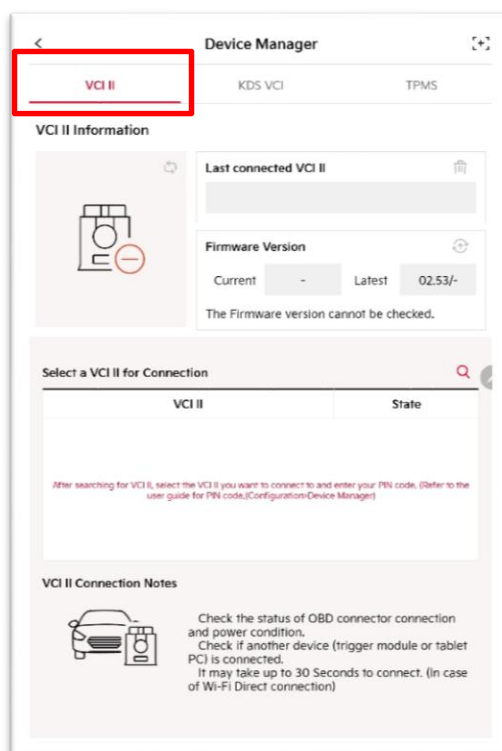 Device Manager
VCI II KDS VCI TPMS
VCI II Information
Last connected VCI II
Firmware Version
Current - Latest 02.53/-
The Firmware version cannot be checked.
Select a VCI II for Connection
VCI II State
After searching for VCI II, select the VCI II you want to connect to and enter your PIN code. (Refer to the
user guide for PIN code.(Configuration>Device Manager)
VCI II Connection Notes
Check the status of OBD connector connection
and power condition.
Check if another device (trigger module or tablet
PC) is connected.
It may take up to 30 Seconds to connect. (In case
of Wi-Fi Direct connection)